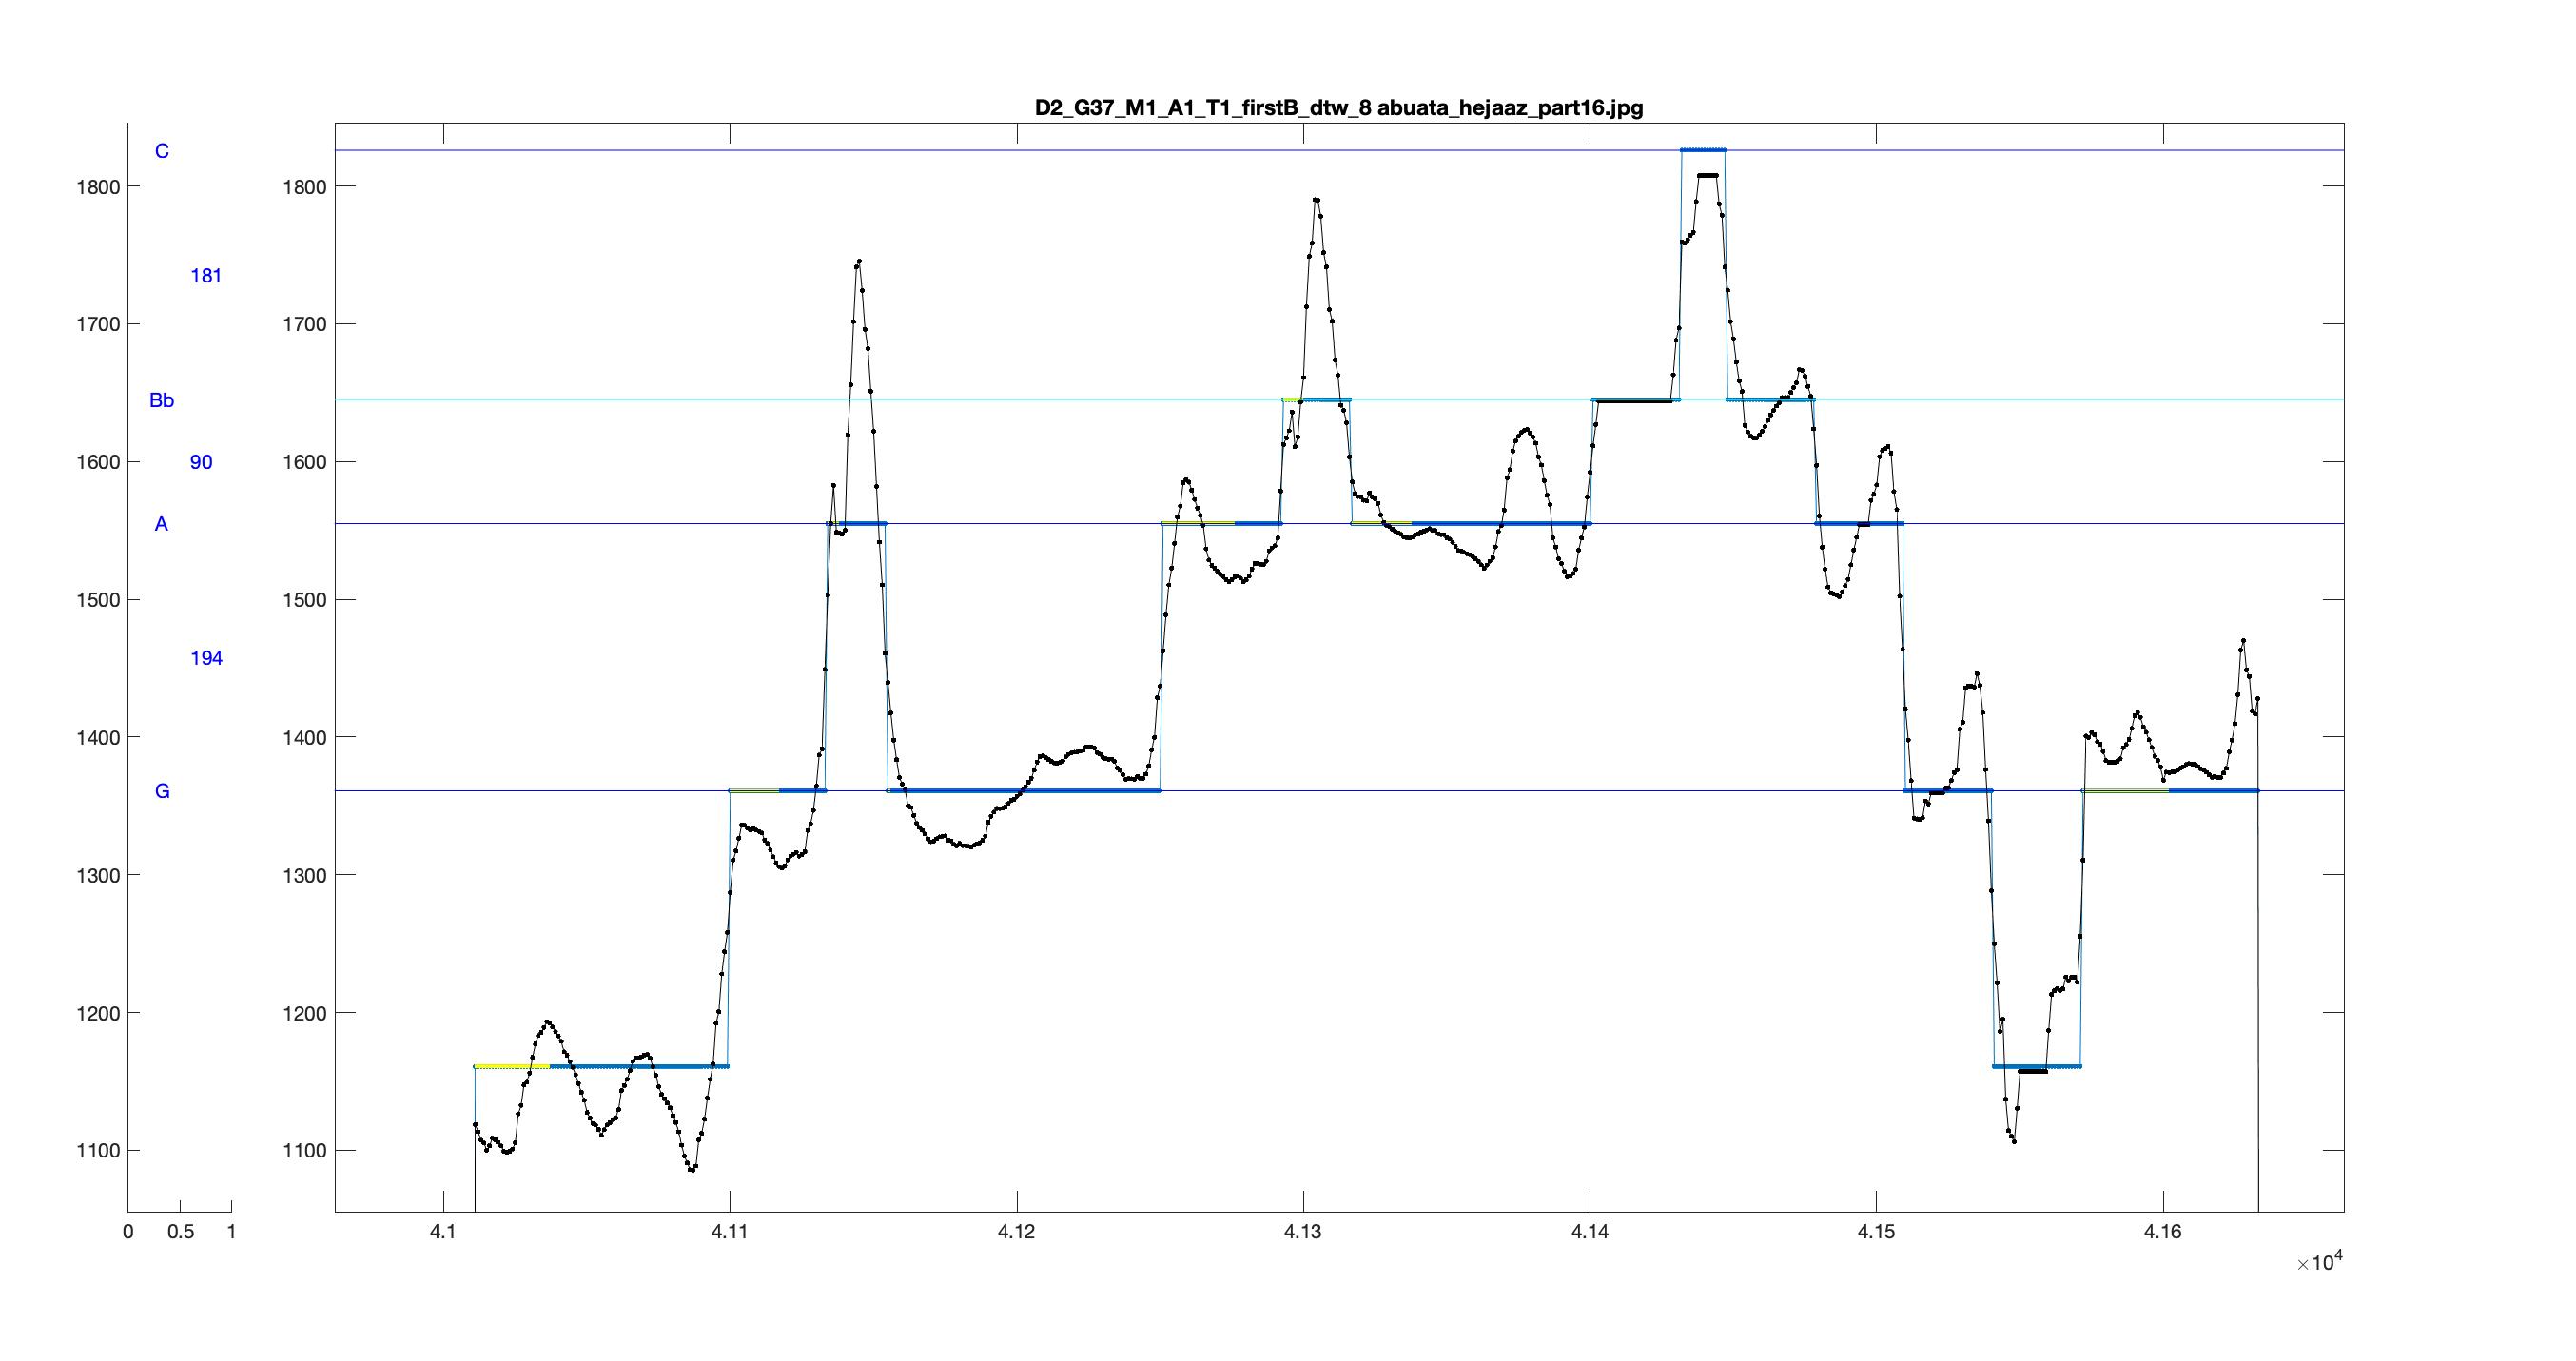 D2_G37_M1_A1_T1_firstB_dtw_8 abuata_hejaaz_part16.jpg
C
1800 1800
181
1700 1700
Bb
1600 90 1600
A
1500 1500
194
1400 1400
G
1300 1300
1200 1200
1100 1100
0 0.5 1 4.1 4.11 4.12 4.13 4.14 4.15 4.16
×10⁴